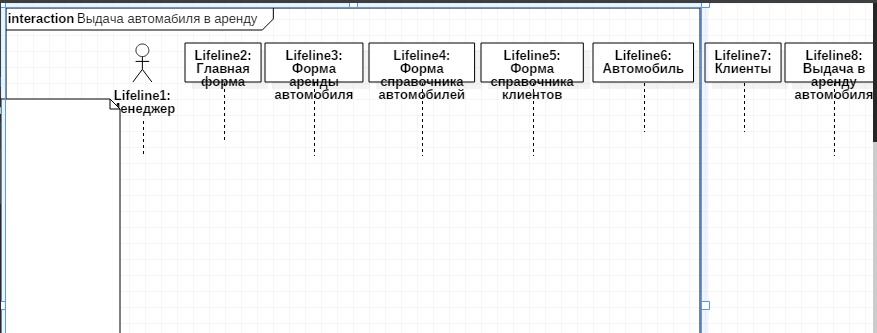 interaction Выдача автомабиля в аренду
Lifeline1:
енеджер
Lifeline2:
Главная
форма
Lifeline3:
Форма
аренды
автомобиля
Lifeline4:
Форма
справочника
автомобилей
Lifeline5:
Форма
справочника
клиентов
Lifeline6:
Автомобиль
Lifeline7:
Клиенты
Lifeline8:
Выдача в
аренду
автомобиля